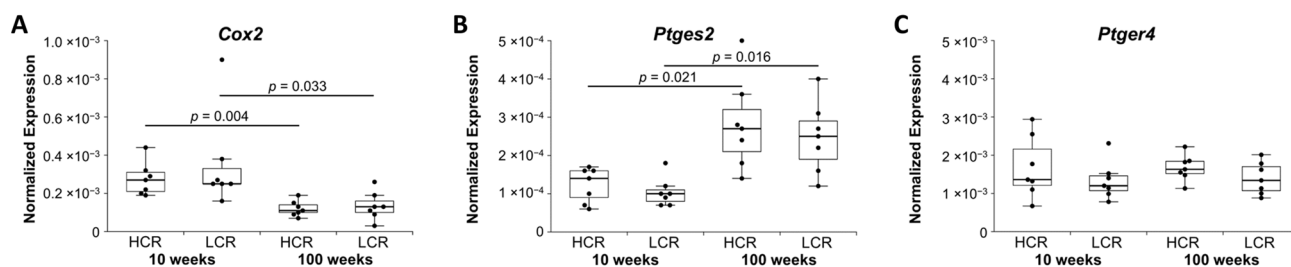 A
Cox2
Normalized Expression
1.0 ×10⁻³
0.8 ×10⁻³
0.6 ×10⁻³
0.4 ×10⁻³
0.2 ×10⁻³
0
p = 0.033
p = 0.004
HCR LCR HCR LCR
10 weeks 100 weeks
B
Ptges2
Normalized Expression
5 ×10⁻⁴
4 ×10⁻⁴
3 ×10⁻⁴
2 ×10⁻⁴
1 ×10⁻⁴
0
p = 0.016
p = 0.021
HCR LCR HCR LCR
10 weeks 100 weeks
C
Ptger4
Normalized Expression
5 ×10⁻³
4 ×10⁻³
3 ×10⁻³
2 ×10⁻³
1 ×10⁻³
0
HCR LCR HCR LCR
10 weeks 100 weeks